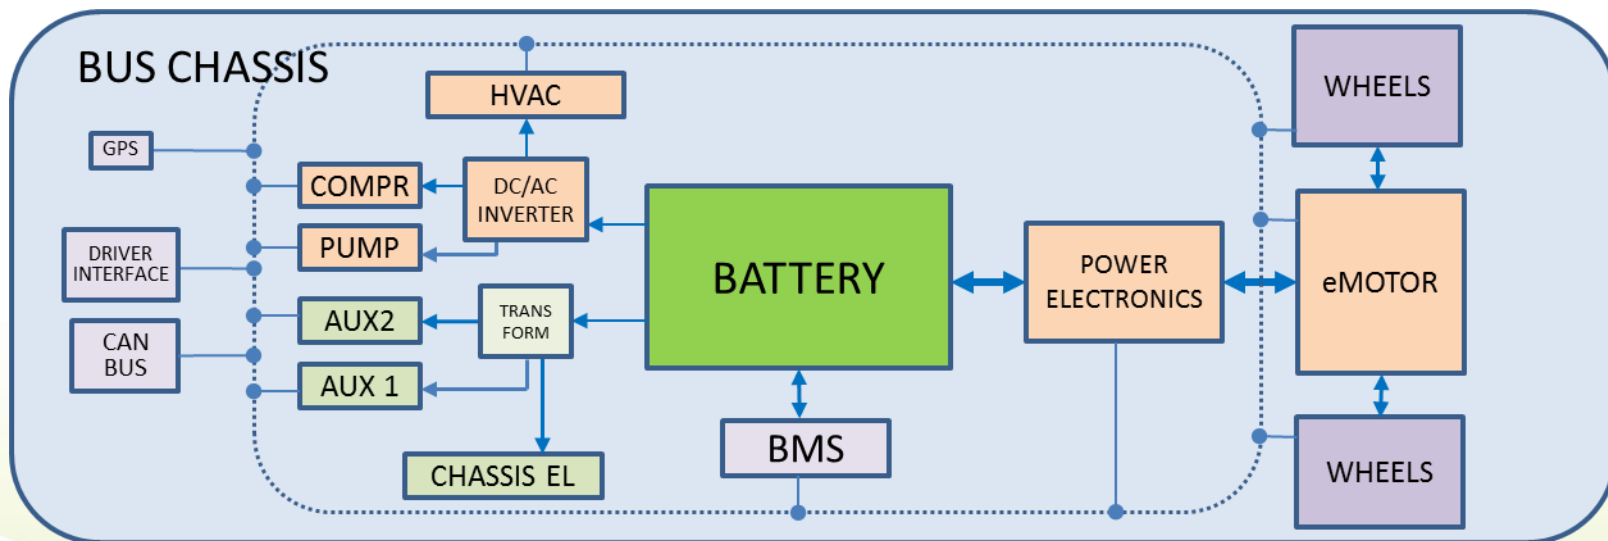 BUS CHASSIS
HVAC
WHEELS
GPS
COMPR
DC/AC
INVERTER
PUMP
DRIVER
INTERFACE
BATTERY
POWER
ELECTRONICS
eMOTOR
AUX2
TRANS
FORM
CAN
BUS
AUX 1
BMS
CHASSIS EL
WHEELS